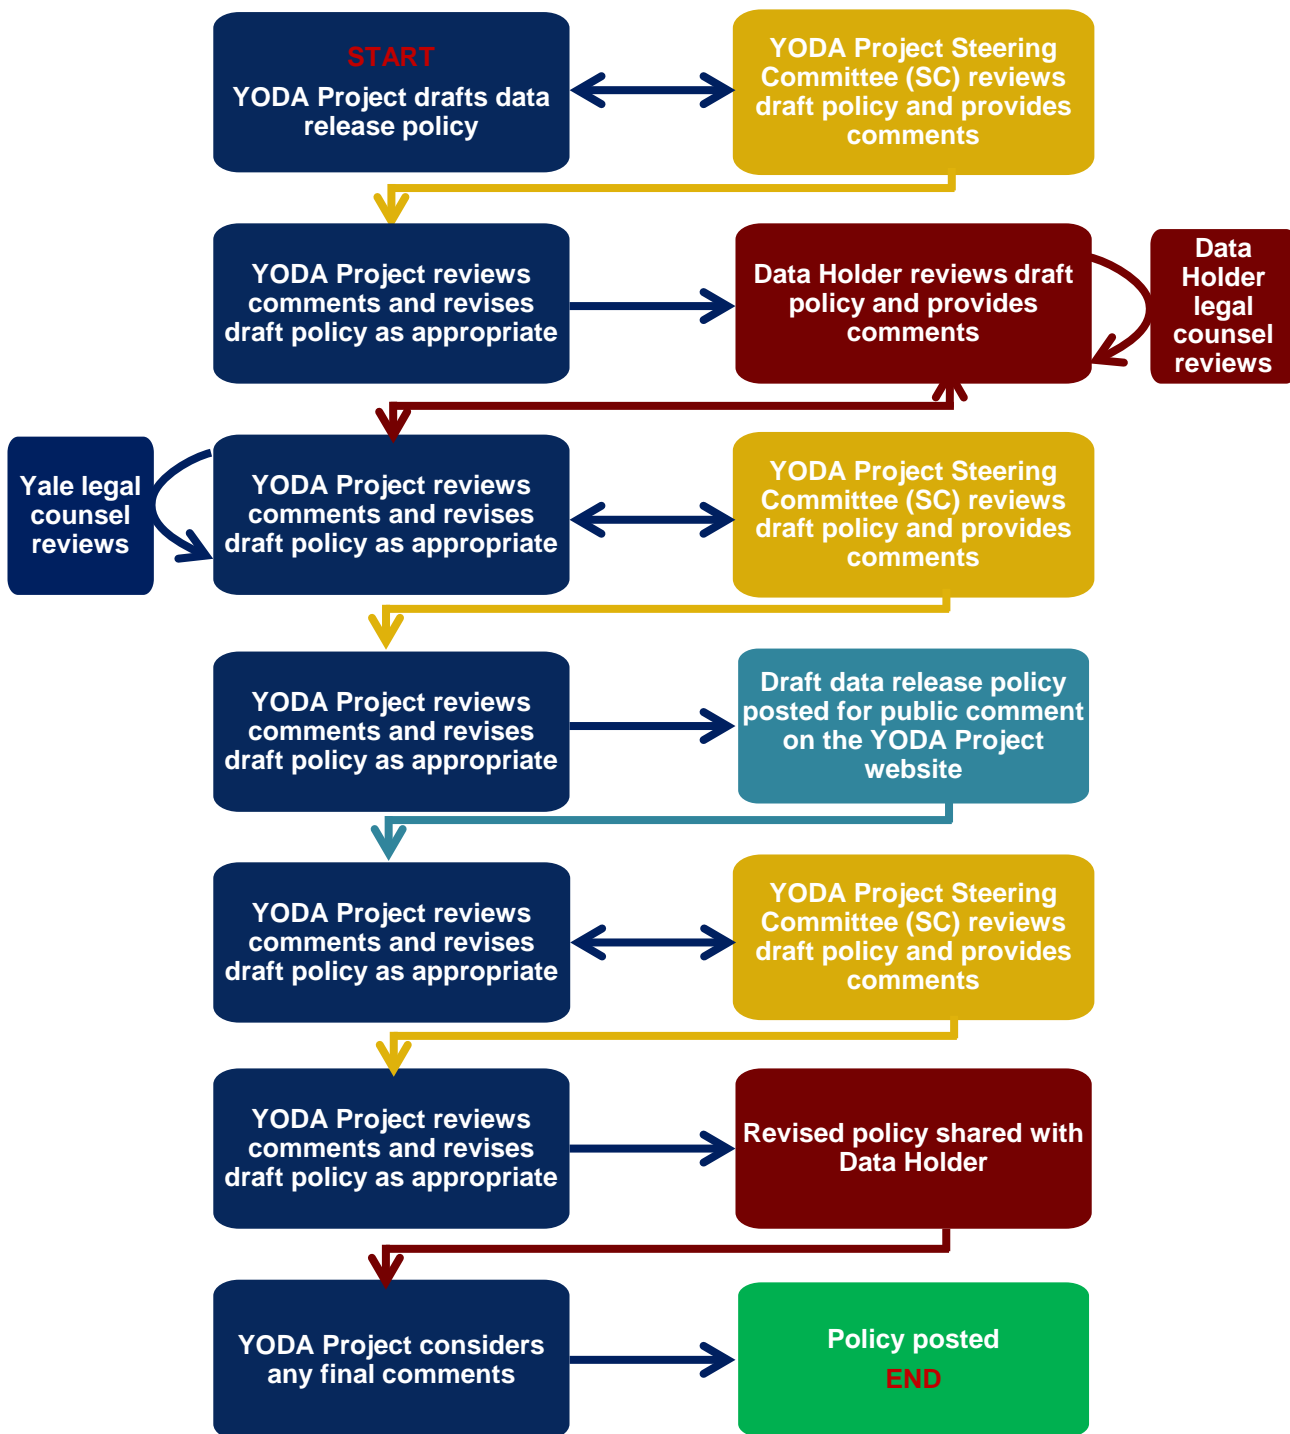 START
YODA Project drafts data
release policy
YODA Project Steering
Committee (SC) reviews
draft policy and provides
comments
YODA Project reviews
comments and revises
draft policy as appropriate
Data Holder reviews draft
policy and provides
comments
Data
Holder
legal
counsel
reviews
Yale legal
counsel
reviews
YODA Project reviews
comments and revises
draft policy as appropriate
YODA Project Steering
Committee (SC) reviews
draft policy and provides
comments
YODA Project reviews
comments and revises
draft policy as appropriate
Draft data release policy
posted for public comment
on the YODA Project
website
YODA Project reviews
comments and revises
draft policy as appropriate
YODA Project Steering
Committee (SC) reviews
draft policy and provides
comments
YODA Project reviews
comments and revises
draft policy as appropriate
Revised policy shared with
Data Holder
YODA Project considers
any final comments
Policy posted
END